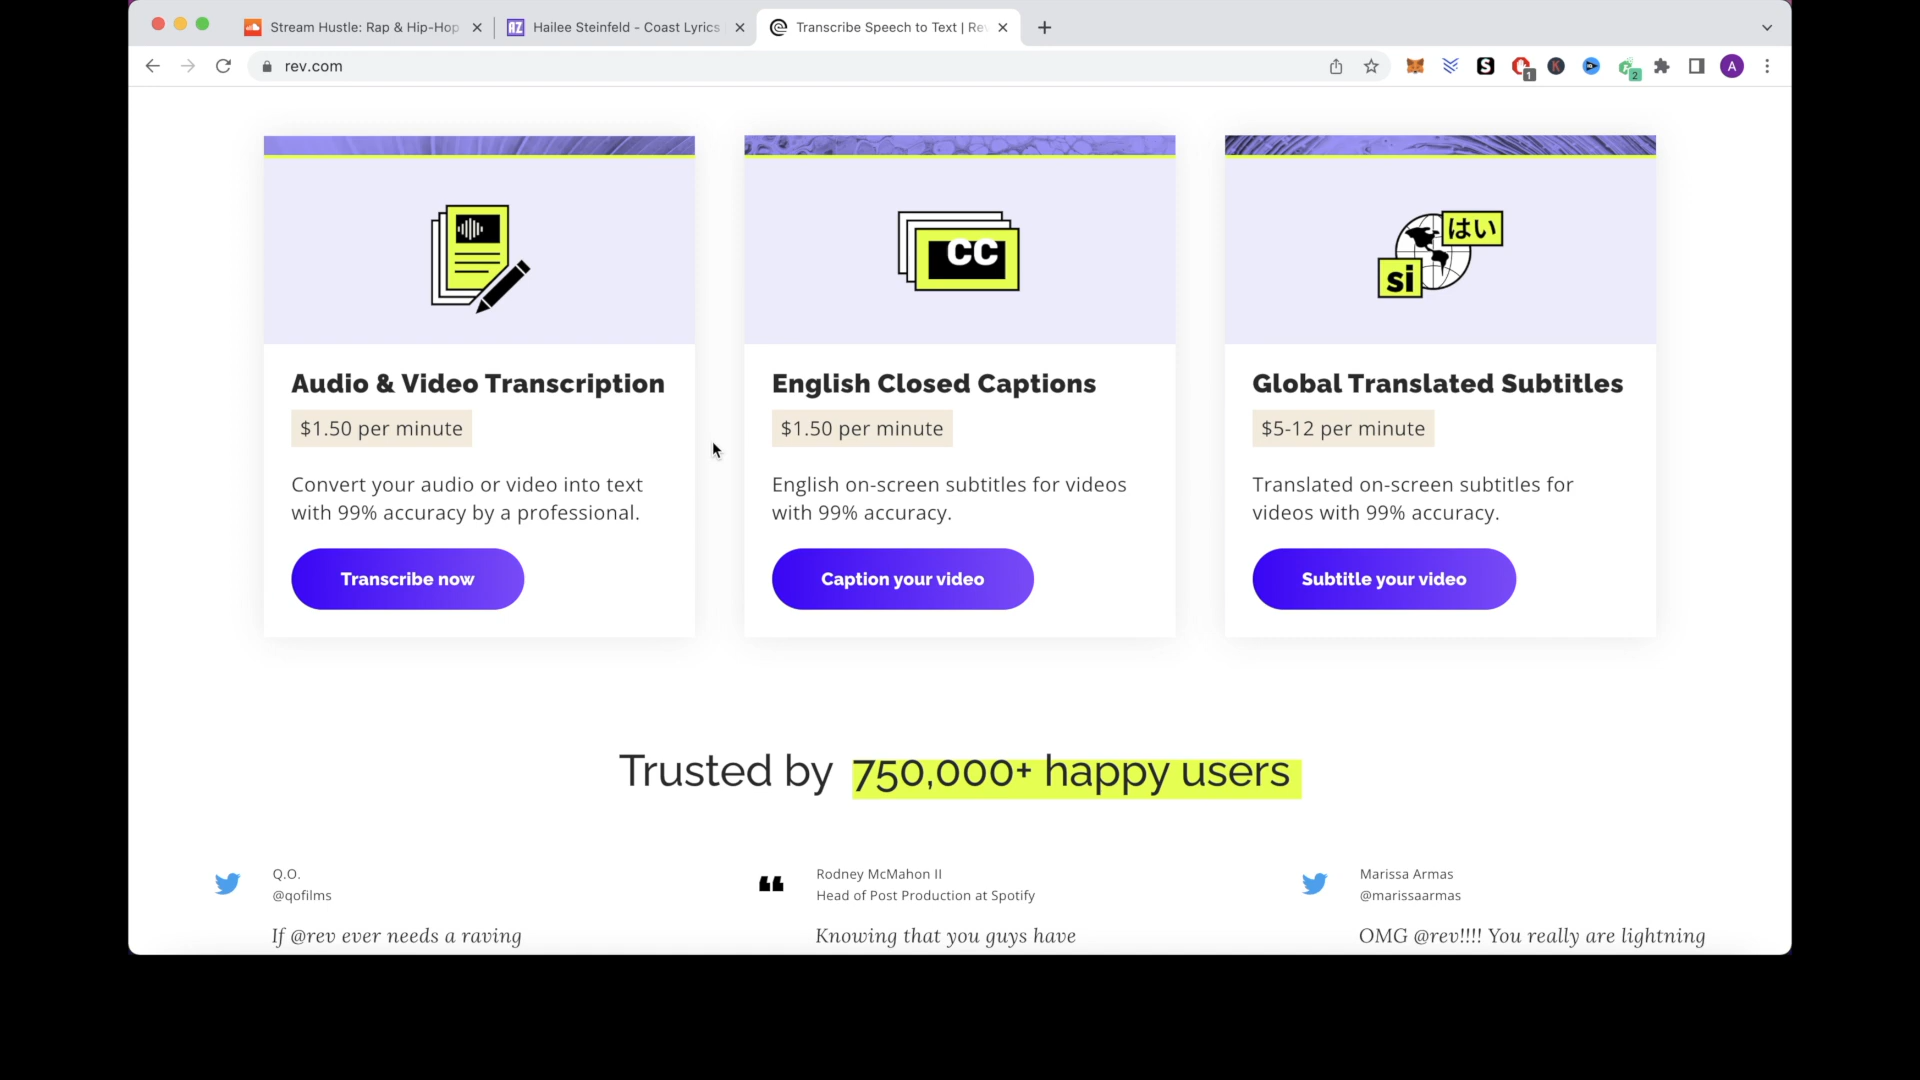 Stream Hustle: Rap & Hip-Hop
AZ
Hailee Steinfeld - Coast Lyrics
Transcribe Speech to Text | Rev
rev.com
S
1
K
2
A
CC
はい
si
Audio & Video Transcription
$1.50 per minute
Convert your audio or video into text
with 99% accuracy by a professional.
Transcribe now
English Closed Captions
$1.50 per minute
English on-screen subtitles for videos
with 99% accuracy.
Caption your video
Global Translated Subtitles
$5-12 per minute
Translated on-screen subtitles for
videos with 99% accuracy.
Subtitle your video
Trusted by 750,000+ happy users
Q.O.
@qofilms
If @rev ever needs a raving
Rodney McMahon II
Head of Post Production at Spotify
Knowing that you guys have
Marissa Armas
@marissaarmas
OMG @rev!!!! You really are lightning